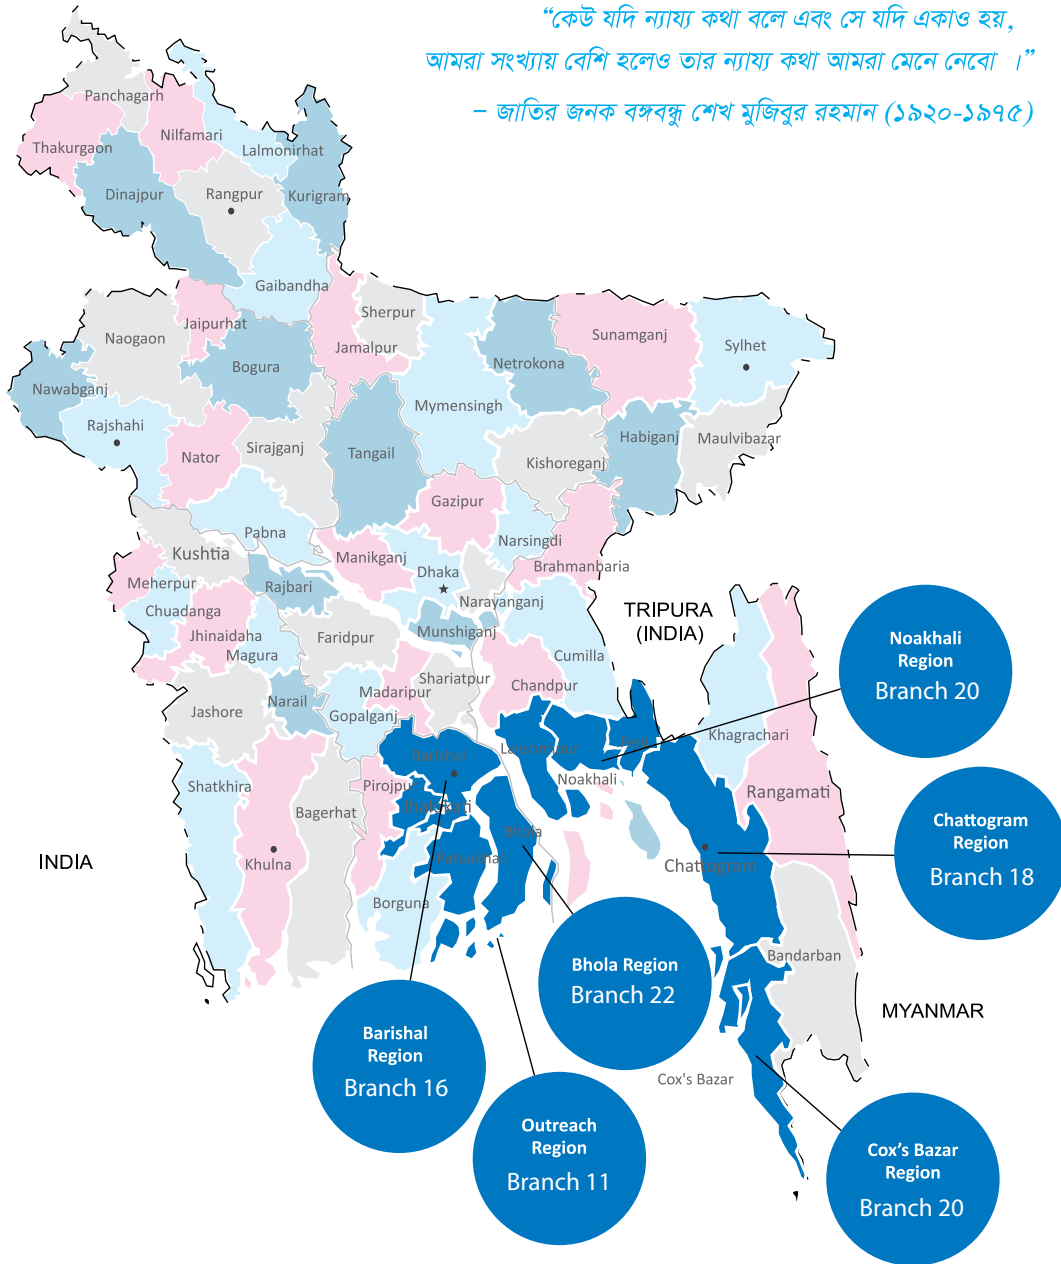 “কেউ যদি ন্যায্য কথা বলে এবং সে যদি একাও হয়,
আমরা সংখ্যায় বেশি হলেও তার ন্যায্য কথা আমরা মেনে নেবো ।”
– জাতির জনক বঙ্গবন্ধু শেখ মুজিবুর রহমান (১৯২০-১৯৭৫)
Panchagarh
Nilfamari
Thakurgaon
Lalmonirhat
Dinajpur
Rangpur
Kurigram
Gaibandha
Sherpur
Jaipurhat
Naogaon
Jamalpur
Sunamganj
Sylhet
Netrokona
Bogura
Nawabganj
Mymensingh
Rajshahi
Habiganj
Maulvibazar
Sirajganj
Tangail
Nator
Kishoreganj
Gazipur
Pabna
Narsingdi
Kushtia
Manikganj
Brahmanbaria
Dhaka
Meherpur
Rajbari
Narayanganj
Chuadanga
TRIPURA
(INDIA)
Jhinaidaha
Faridpur
Munshiganj
Magura
Cumilla
Shariatpur
Chandpur
Madaripur
Narail
Jashore
Gopalganj
Noakhali
Region
Branch 20
Khagrachari
Feni
Lakshmipur
Barishal
Noakhali
Shatkhira
Pirojpur
Rangamati
Jhalokati
Bagerhat
Bhola
Chattogram
Region
Branch 18
INDIA
Khulna
Patuakhali
Chattogram
Borguna
Bandarban
Bhola Region
Branch 22
MYANMAR
Barishal
Region
Branch 16
Cox's Bazar
Outreach
Region
Branch 11
Cox’s Bazar
Region
Branch 20